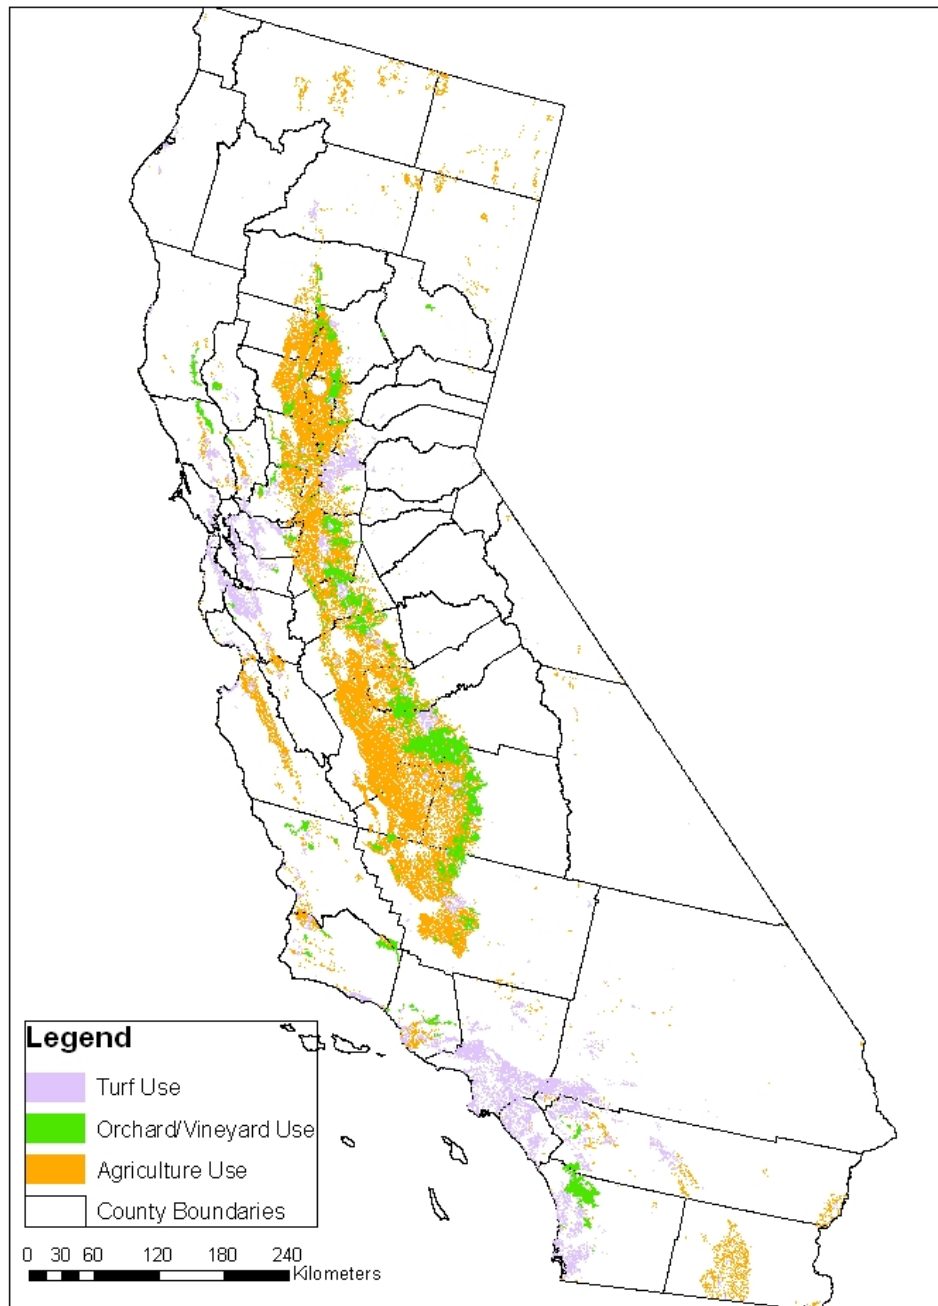 Legend
Turf Use
Orchard/Vineyard Use
Agriculture Use
County Boundaries
0 30 60 120 180 240
Kilometers